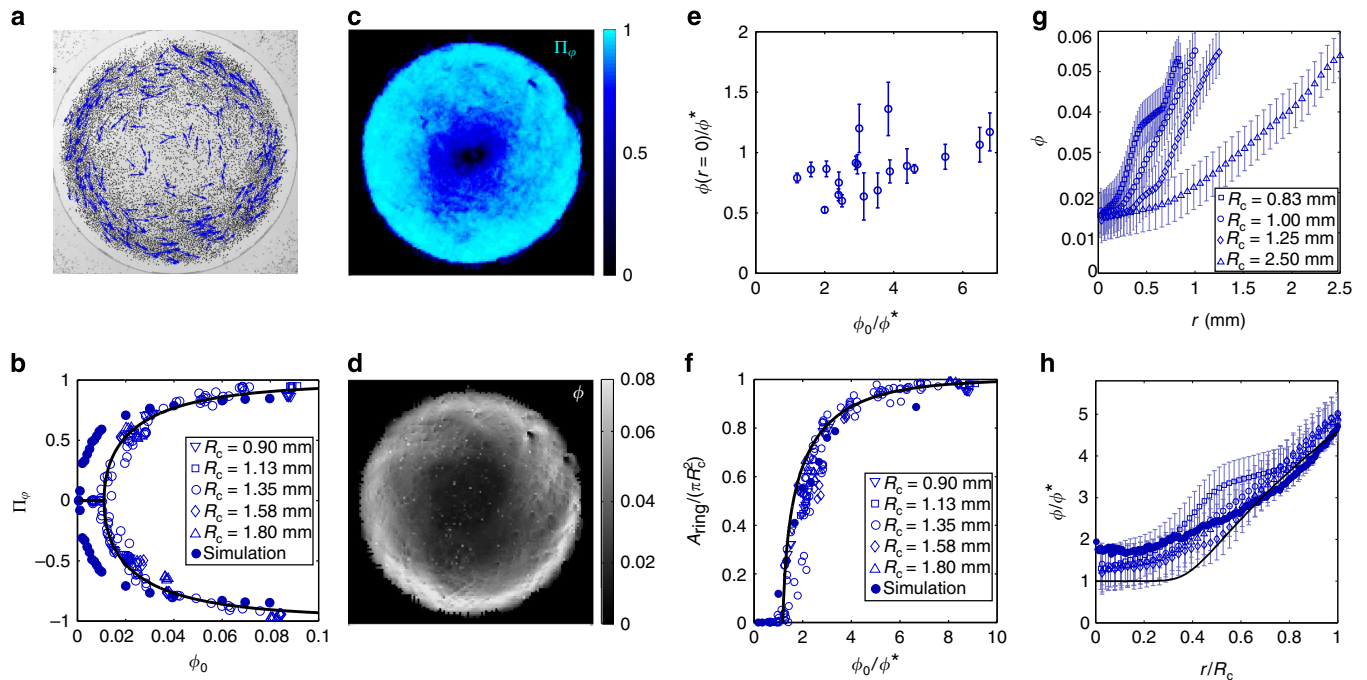 a
b
Π_φ
1
0.5
0
−0.5
−1
0
0.02
0.04
0.06
0.08
0.1
ϕ₀
R_c = 0.90 mm
R_c = 1.13 mm
R_c = 1.35 mm
R_c = 1.58 mm
R_c = 1.80 mm
Simulation
c
Π_φ
1
0.5
0
d
ϕ
0.08
0.06
0.04
0.02
0
e
ϕ(r = 0)/ϕ*
2
1.5
1
0.5
0
2
4
6
ϕ₀/ϕ*
f
Aring/(πR_c²)
1
0.8
0.6
0.4
0.2
0
0
2
4
6
8
10
ϕ₀/ϕ*
R_c = 0.90 mm
R_c = 1.13 mm
R_c = 1.35 mm
R_c = 1.58 mm
R_c = 1.80 mm
Simulation
g
ϕ
0.06
0.05
0.04
0.05
0.02
0.01
0
0.5
1
1.5
2
2.5
r (mm)
R_c = 0.83 mm
R_c = 1.00 mm
R_c = 1.25 mm
R_c = 2.50 mm
h
ϕ/ϕ*
5
4
3
2
1
0
0
0.2
0.4
0.6
0.8
1
r/R_c